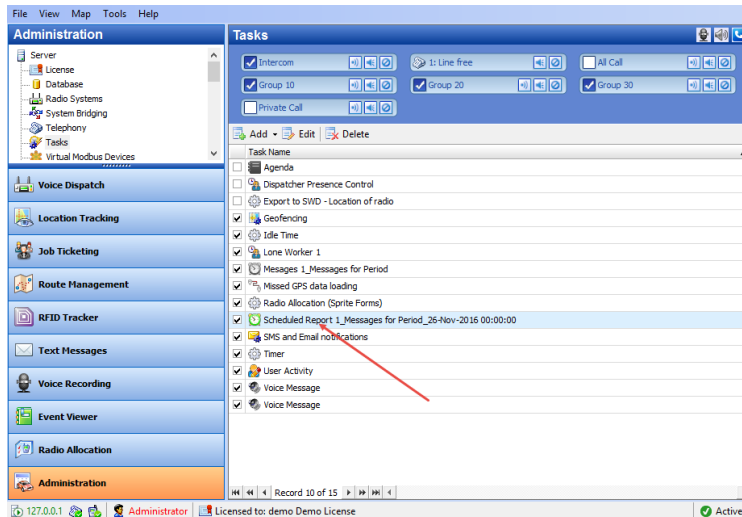 File View Map Tools Help
Administration
Server
License
Database
Radio Systems
System Bridging
Telephony
Tasks
Virtual Modbus Devices
Voice Dispatch
Location Tracking
Job Ticketing
Route Management
RFID Tracker
Text Messages
Voice Recording
Event Viewer
Radio Allocation
Administration
Tasks
Intercom
1: Line free
All Call
Group 10
Group 20
Group 30
Private Call
Add Edit Delete
Task Name
Agenda
Dispatcher Presence Control
Export to SWD - Location of radio
Geofencing
Idle Time
Lone Worker 1
Mesages 1_Messages for Period
Missed GPS data loading
Radio Allocation (Sprite Forms)
Scheduled Report 1_Messages for Period_26-Nov-2016 00:00:00
SMS and Email notifications
Timer
User Activity
Voice Message
Voice Message
Record 10 of 15
127.0.0.1 Administrator Licensed to: demo Demo License Active